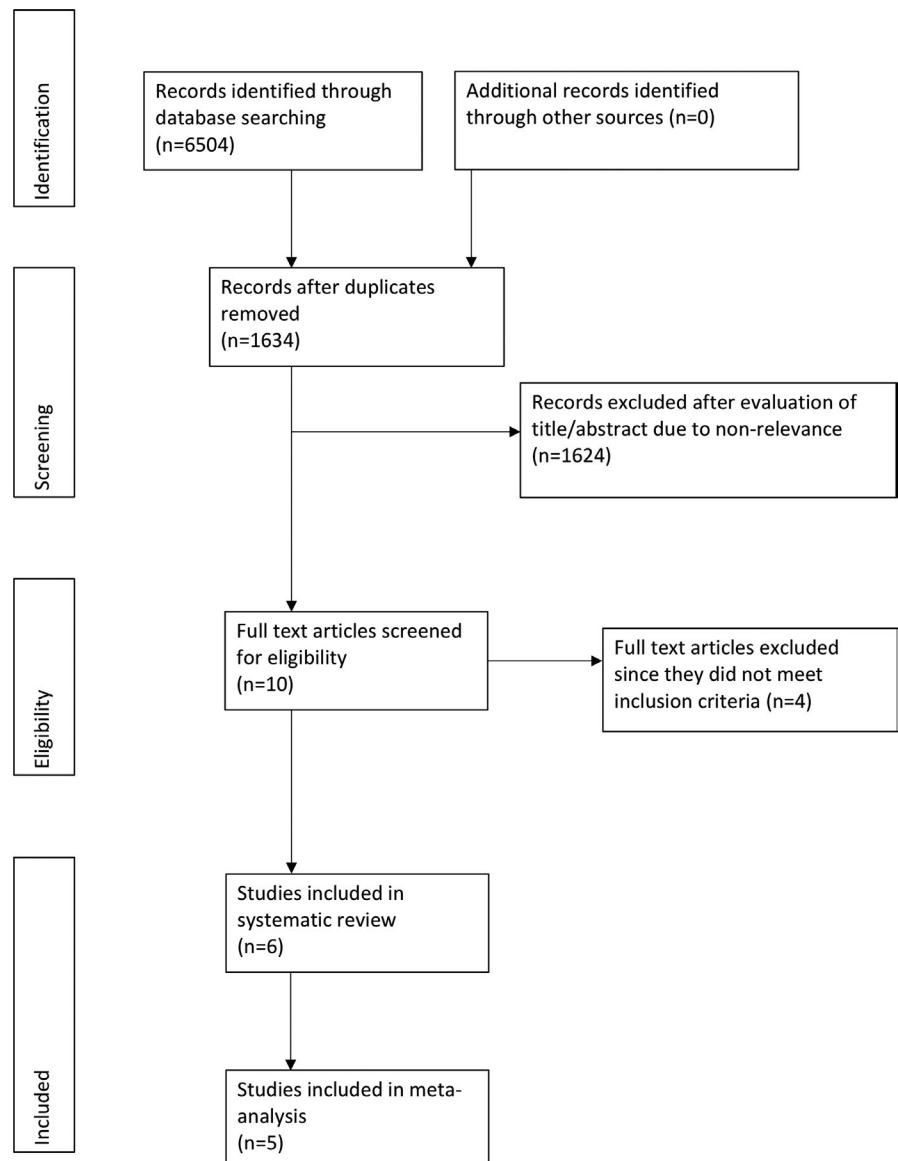 Identification
Records identified through
database searching
(n=6504)
Additional records identified
through other sources (n=0)
Screening
Records after duplicates
removed
(n=1634)
Records excluded after evaluation of
title/abstract due to non-relevance
(n=1624)
Eligibility
Full text articles screened
for eligibility
(n=10)
Full text articles excluded
since they did not meet
inclusion criteria (n=4)
Included
Studies included in
systematic review
(n=6)
Studies included in meta-
analysis
(n=5)